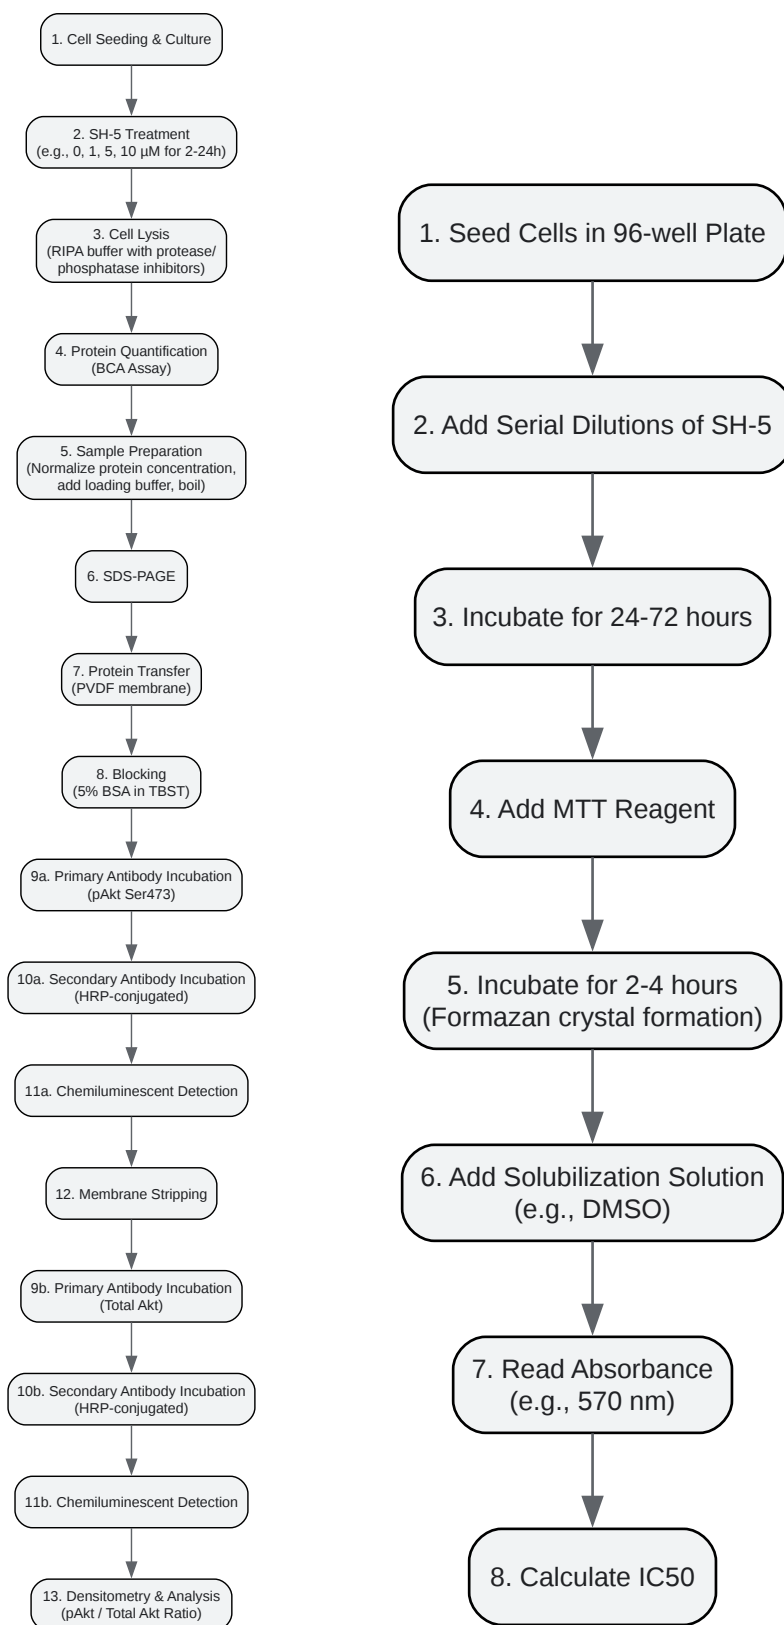 1. Cell Seeding & Culture
2. SH-5 Treatment
(e.g., 0, 1, 5, 10 µM for 2-24h)
3. Cell Lysis
(RIPA buffer with protease/
phosphatase inhibitors)
4. Protein Quantification
(BCA Assay)
5. Sample Preparation
(Normalize protein concentration,
add loading buffer, boil)
6. SDS-PAGE
7. Protein Transfer
(PVDF membrane)
8. Blocking
(5% BSA in TBST)
9a. Primary Antibody Incubation
(pAkt Ser473)
10a. Secondary Antibody Incubation
(HRP-conjugated)
11a. Chemiluminescent Detection
12. Membrane Stripping
9b. Primary Antibody Incubation
(Total Akt)
10b. Secondary Antibody Incubation
(HRP-conjugated)
11b. Chemiluminescent Detection
13. Densitometry & Analysis
(pAkt / Total Akt Ratio)
1. Seed Cells in 96-well Plate
2. Add Serial Dilutions of SH-5
3. Incubate for 24-72 hours
4. Add MTT Reagent
5. Incubate for 2-4 hours
(Formazan crystal formation)
6. Add Solubilization Solution
(e.g., DMSO)
7. Read Absorbance
(e.g., 570 nm)
8. Calculate IC50